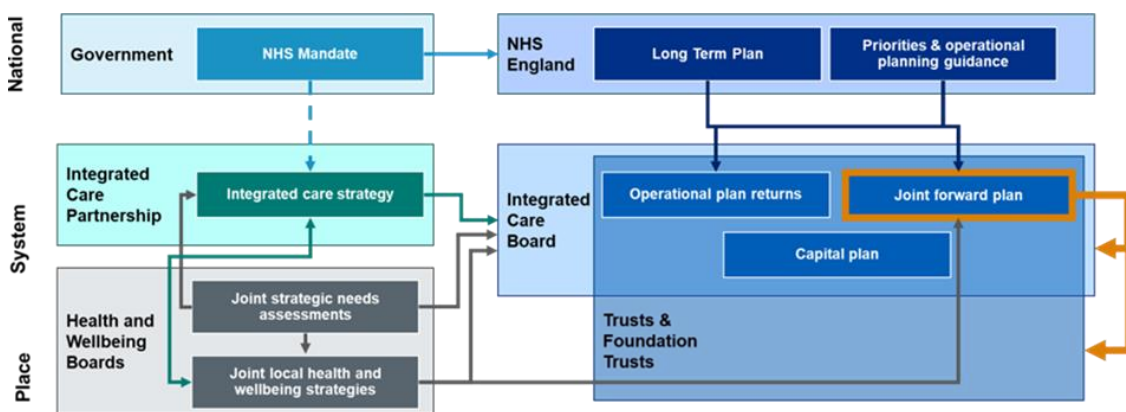 National
Government
NHS Mandate
NHS
England
Long Term Plan
Priorities & operational
planning guidance
System
Integrated
Care
Partnership
Integrated care strategy
Integrated
Care
Board
Operational plan returns
Joint forward plan
Capital plan
Place
Health and
Wellbeing
Boards
Joint strategic needs
assessments
Joint local health and
wellbeing strategies
Trusts &
Foundation
Trusts